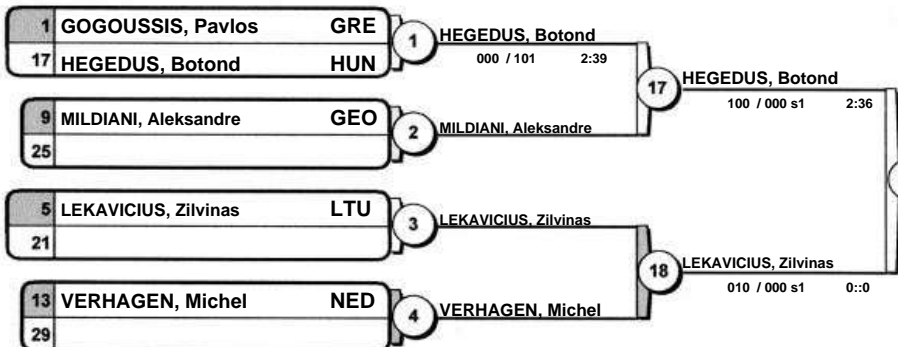 1 GOGOUSSIS, Pavlos GRE
17 HEGEDUS, Botond HUN
1
HEGEDUS, Botond
000 / 101 2:39
9 MILDIANI, Aleksandre GEO
25
2
MILDIANI, Aleksandre
17
HEGEDUS, Botond
100 / 000 s1 2:36
5 LEKAVICIUS, Zilvinas LTU
21
3
LEKAVICIUS, Zilvinas
13 VERHAGEN, Michel NED
29
4
VERHAGEN, Michel
18
LEKAVICIUS, Zilvinas
010 / 000 s1 0::0